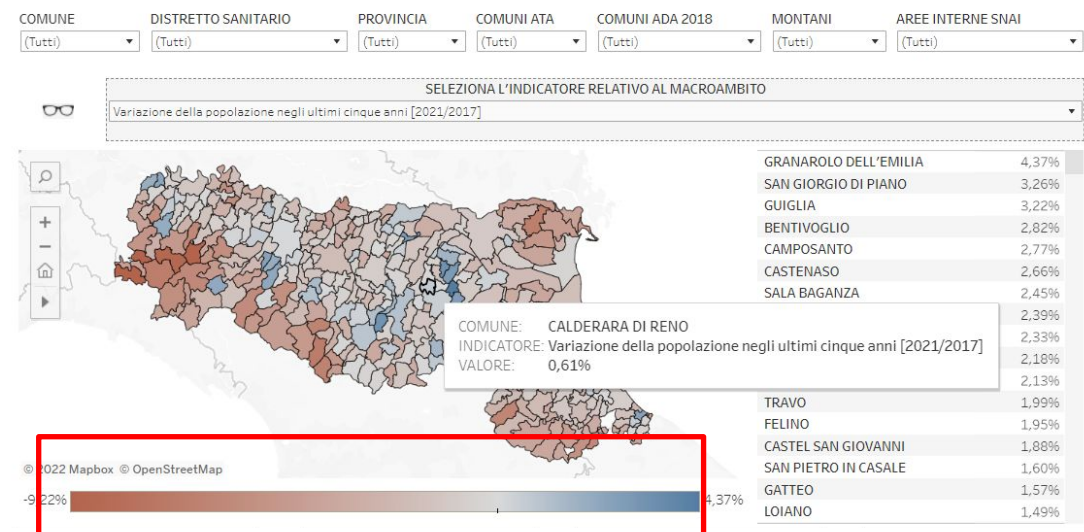 COMUNE DISTRETTO SANITARIO PROVINCIA COMUNI ATA COMUNI ADA 2018 MONTANI AREE INTERNE SNAI
(Tutti) (Tutti) (Tutti) (Tutti) (Tutti) (Tutti) (Tutti)
SELEZIONA L'INDICATORE RELATIVO AL MACROAMBITO
Variazione della popolazione negli ultimi cinque anni [2021/2017]
GRANAROLO DELL'EMILIA 4,37%
SAN GIORGIO DI PIANO 3,26%
GUIGLIA 3,22%
BENTIVOGLIO 2,82%
CAMPOSANTO 2,77%
CASTENASO 2,66%
SALA BAGANZA 2,45%
2,39%
2,33%
2,18%
2,13%
TRAVO 1,99%
FELINO 1,95%
CASTEL SAN GIOVANNI 1,88%
SAN PIETRO IN CASALE 1,60%
GATTEO 1,57%
LOIANO 1,49%
COMUNE: CALDERARA DI RENO
INDICATORE: Variazione della popolazione negli ultimi cinque anni [2021/2017]
VALORE: 0,61%
© 2022 Mapbox © OpenStreetMap
-9,22% 4,37%